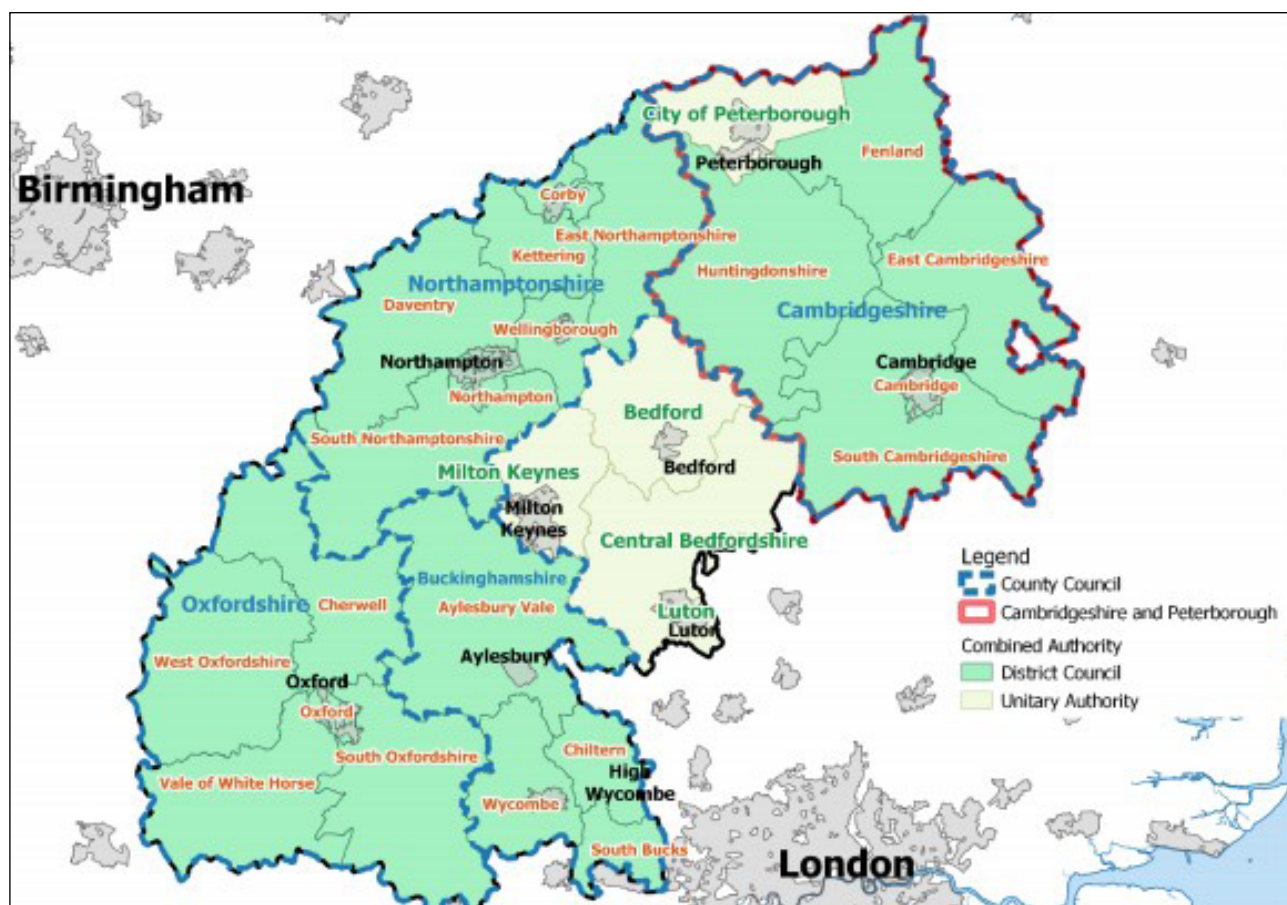 City of Peterborough
Peterborough
Fenland
Birmingham
Corby
East Northamptonshire
Kettering
Huntingdonshire
East Cambridgeshire
Northamptonshire
Daventry
Cambridgeshire
Wellingborough
Northampton
Cambridge
Cambridge
Northampton
Bedford
South Northamptonshire
South Cambridgeshire
Milton Keynes
Bedford
Milton
Keynes
Central Bedfordshire
Legend
County Council
Cambridgeshire and Peterborough
Combined Authority
District Council
Unitary Authority
Buckinghamshire
Oxfordshire
Cherwell
Aylesbury Vale
Luton
Luton
West Oxfordshire
Aylesbury
Oxford
Oxford
South Oxfordshire
Chiltern
High
Wycombe
Vale of White Horse
Wycombe
South Bucks
London